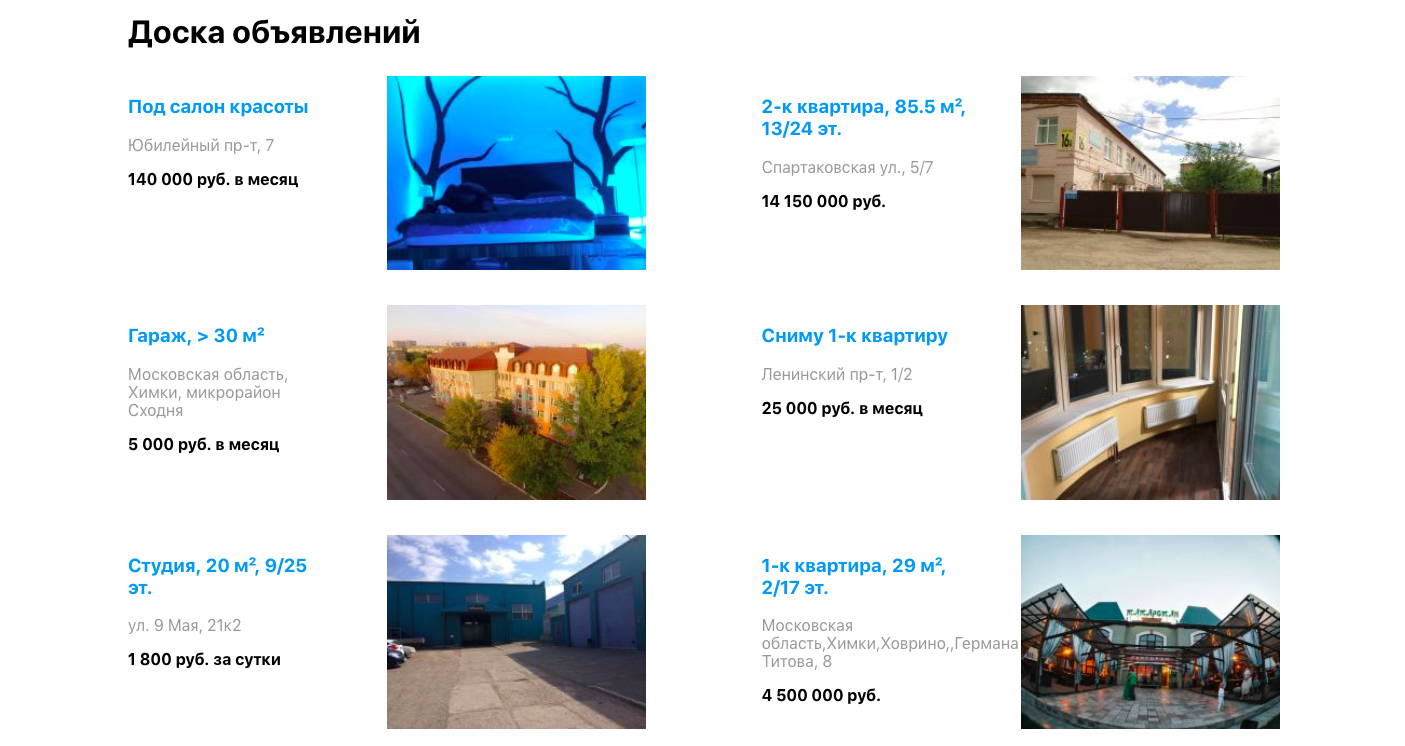 Доска объявлений
Под салон красоты
Юбилейный пр-т, 7
140 000 руб. в месяц
2-к квартира, 85.5 м²,
13/24 эт.
Спартаковская ул., 5/7
14 150 000 руб.
16
Гараж, > 30 м²
Московская область,
Химки, микрорайон
Сходня
5 000 руб. в месяц
Сниму 1-к квартиру
Ленинский пр-т, 1/2
25 000 руб. в месяц
Студия, 20 м², 9/25
эт.
ул. 9 Мая, 21к2
1 800 руб. за сутки
1-к квартира, 29 м²,
2/17 эт.
Московская
область,Химки,Ховрино,,Германа
Титова, 8
4 500 000 руб.